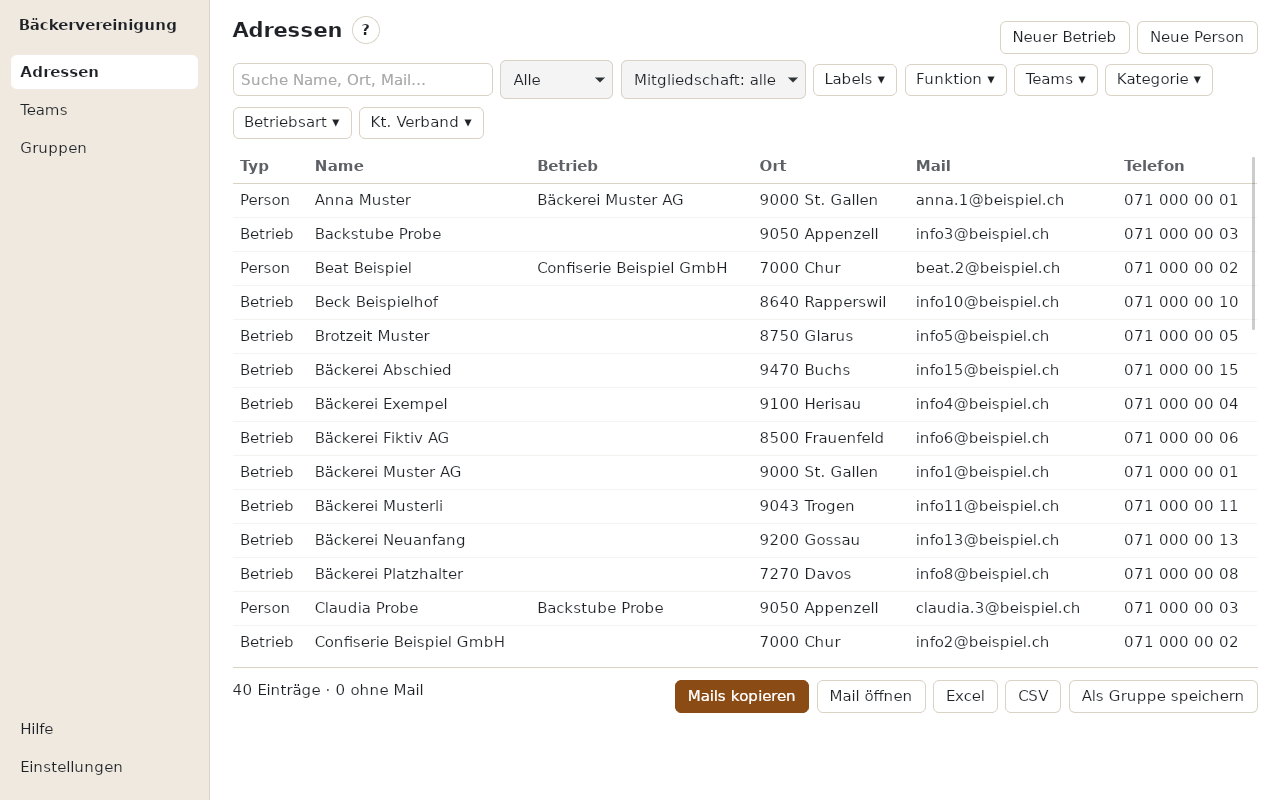 Bäckervereinigung
Adressen
Teams
Gruppen
Hilfe
Einstellungen
Adressen ?
Neuer Betrieb Neue Person
Suche Name, Ort, Mail... Alle Mitgliedschaft: alle Labels ▾ Funktion ▾ Teams ▾ Kategorie ▾
Betriebsart ▾ Kt. Verband ▾
Typ Name Betrieb Ort Mail Telefon
Person Anna Muster Bäckerei Muster AG 9000 St. Gallen anna.1@beispiel.ch 071 000 00 01
Betrieb Backstube Probe 9050 Appenzell info3@beispiel.ch 071 000 00 03
Person Beat Beispiel Confiserie Beispiel GmbH 7000 Chur beat.2@beispiel.ch 071 000 00 02
Betrieb Beck Beispielhof 8640 Rapperswil info10@beispiel.ch 071 000 00 10
Betrieb Brotzeit Muster 8750 Glarus info5@beispiel.ch 071 000 00 05
Betrieb Bäckerei Abschied 9470 Buchs info15@beispiel.ch 071 000 00 15
Betrieb Bäckerei Exempel 9100 Herisau info4@beispiel.ch 071 000 00 04
Betrieb Bäckerei Fiktiv AG 8500 Frauenfeld info6@beispiel.ch 071 000 00 06
Betrieb Bäckerei Muster AG 9000 St. Gallen info1@beispiel.ch 071 000 00 01
Betrieb Bäckerei Musterli 9043 Trogen info11@beispiel.ch 071 000 00 11
Betrieb Bäckerei Neuanfang 9200 Gossau info13@beispiel.ch 071 000 00 13
Betrieb Bäckerei Platzhalter 7270 Davos info8@beispiel.ch 071 000 00 08
Person Claudia Probe Backstube Probe 9050 Appenzell claudia.3@beispiel.ch 071 000 00 03
Betrieb Confiserie Beispiel GmbH 7000 Chur info2@beispiel.ch 071 000 00 02
40 Einträge · 0 ohne Mail Mails kopieren Mail öffnen Excel CSV Als Gruppe speichern